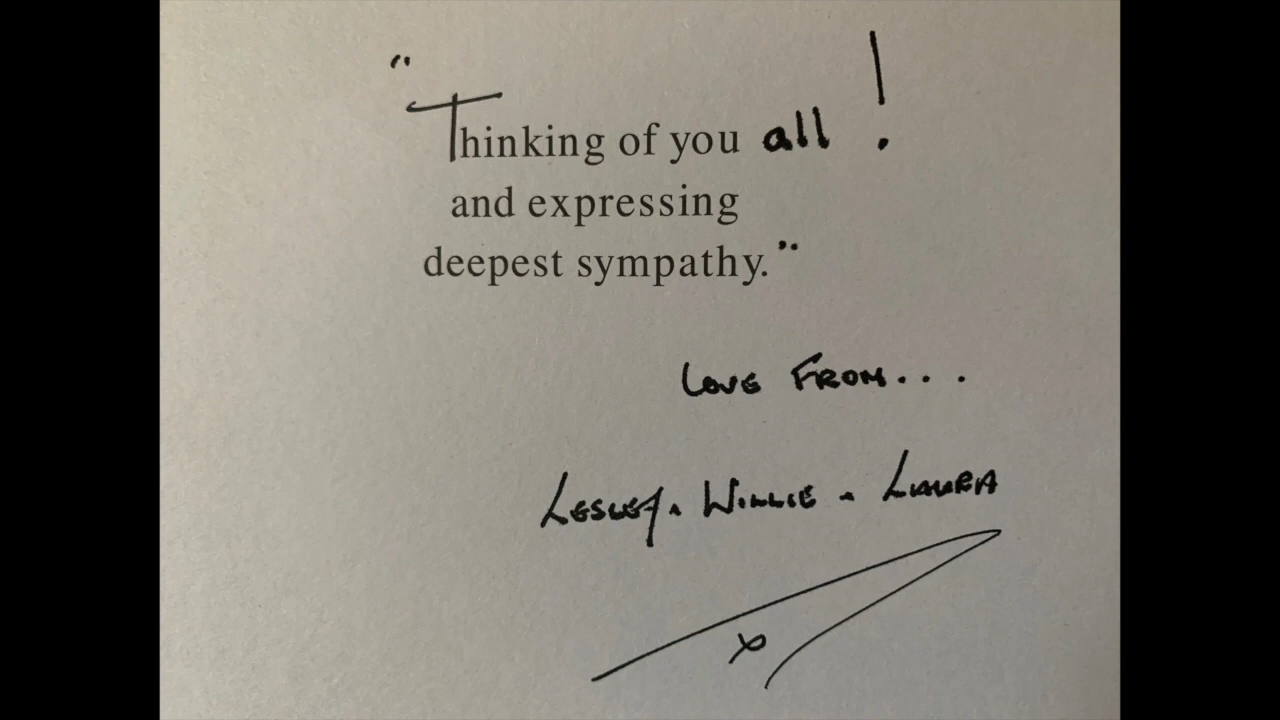 "Thinking of you all!
and expressing
deepest sympathy."
LOVE FROM...
LESLEY. WILLIE - LAURA
x